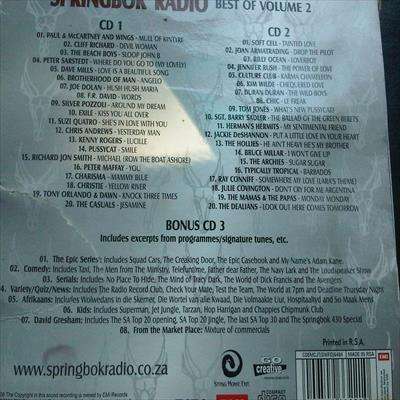 SPRINGBOK RADIO BEST OF VOLUME 2
CD 1
01. PAUL & McCARTNEY AND WINGS - MULL OF KINTYRE
02. CLIFF RICHARD - DEVIL WOMAN
03. THE BEACH BOYS - SLOOP JOHN B
04. PETER SARSTEDT - WHERE DO YOU GO TO (MY LOVELY)
05. DAVE MILLS - LOVE IS A BEAUTIFUL SONG
06. BROTHERHOOD OF MAN - ANGELO
07. JOE DOLAN - HUSH HUSH MARIA
08. F.R. DAVID - WORDS
09. SILVER POZZOLI - AROUND MY DREAM
10. EXILE - KISS YOU ALL OVER
11. SUZI QUATRO - SHE'S IN LOVE WITH YOU
12. CHRIS ANDREWS - YESTERDAY MAN
13. KENNY ROGERS - LUCILLE
14. PUSSYCAT - SMILE
15. RICHARD JON SMITH - MICHAEL (ROW THE BOAT ASHORE)
16. PETER MAFFAY - YOU
17. CHARISMA - MAMMY BLUE
18. CHRISTIE - YELLOW RIVER
19. TONY ORLANDO & DAWN - KNOCK THREE TIMES
20. THE CASUALS - JESAMINE
CD 2
01. SOFT CELL - TAINTED LOVE
02. JOAN ARMATRADING - DROP THE PILOT
03. BILLY OCEAN - LOVERBOY
04. JENNIFER RUSH - THE POWER OF LOVE
05. CULTURE CLUB - KARMA CHAMELEON
06. KIM WILDE - CHEQUERED LOVE
07. DURAN DURAN - THE WILD BOYS
08. CHIC - LE FREAK
09. TOM JONES - WHAT'S NEW PUSSYCAT?
10. SGT. BARRY SADLER - THE BALLAD OF THE GREEN BERETS
11. HERMAN'S HERMITS - MY SENTIMENTAL FRIEND
12. JACKIE DESHANNON - PUT A LITTLE LOVE IN YOUR HEART
13. THE HOLLIES - HE AIN'T HEAVY HE'S MY BROTHER
14. BRUCE MILLAR - I WON'T GIVE UP
15. THE ARCHIES - SUGAR SUGAR
16. TYPICALLY TROPICAL - BARBADOS
17. RAY CONNIFF - SOMEWHERE MY LOVE (LARA'S THEME)
18. JULIE COVINGTON - DON'T CRY FOR ME ARGENTINA
19. THE MAMAS & THE PAPAS - MONDAY MONDAY
20. THE DEALIANS - LOOK OUT HERE COMES TOMORROW
BONUS CD 3
Includes excerpts from programmes/signature tunes, etc.
01. The Epic Series': Includes Squad Cars, The Creaking Door, The Epic Casebook and My Name's Adam Kane.
02. Comedy: Includes Taxi, The Men from The Ministry, Telefuntime, Father dear Father, The Navy Lark and The Loudspeaker Show
03. Serials: Includes No Place To Hide, The Mind of Tracy Dark, The World of Dick Francis and the Avengers
04. Variety/Quiz/News: Includes The Radio Record Club, Check Your Mate, Test the Team, The World at 7pm and Deadline Thursday Night
05. Afrikaans: Includes Wolwedans in die Skemer, Die Wortel van alle Kwaad, Die Volmaakte Liur, Hospitaaltyd and So Maak Mens
06. Kids: Includes Superman, Jet Jungle, Tarzan, Hop Harrigan and Chappies Chipmunk Club
07. David Gresham: Includes The SA Top 20 opening, SA Top 20 jingle, The last SA Top 30 and The Springbok 430 Special
08. From the Market Place: Mixture of commercials
Printed in R.S.A.
www.springbokradio.co.za
GO
creative
EMI
MADE IN RSA